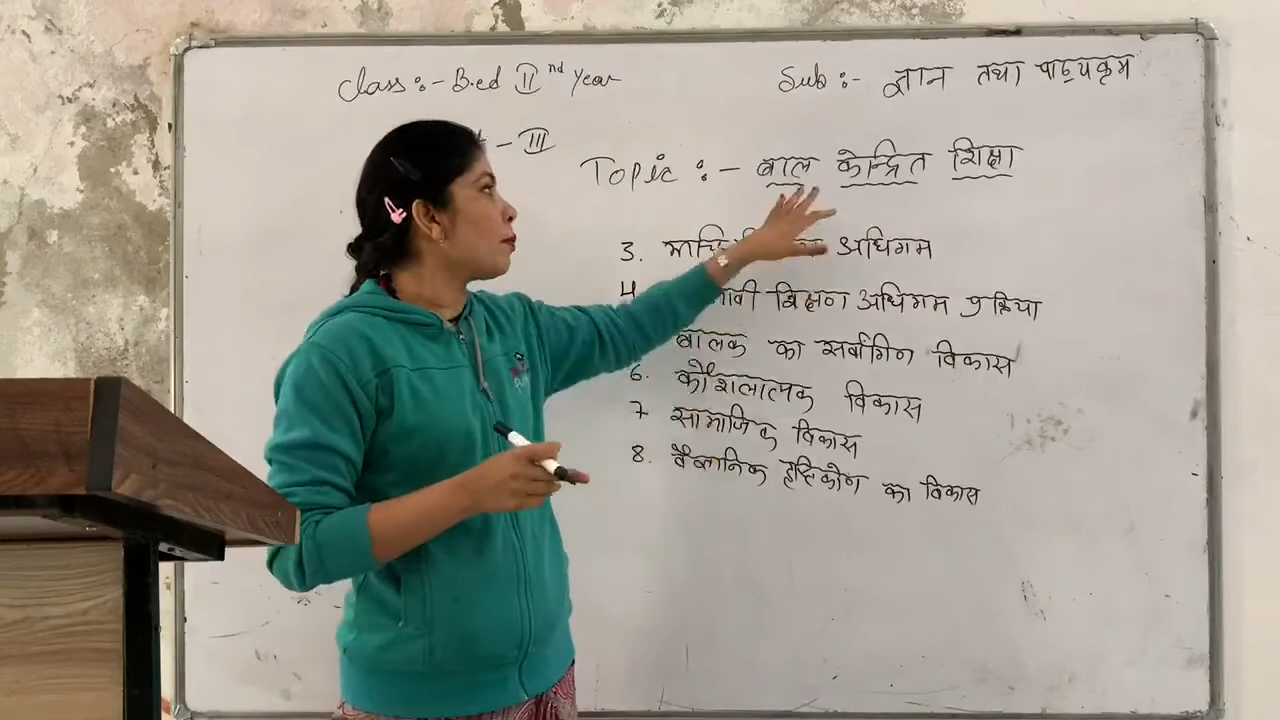 Class :- B.ed II nd Year
Sub :- ज्ञान तथा पाठ्यक्रम
- III
Topic :- बाल केन्द्रित शिक्षा
3. अधिगम
4 शिक्षण अधिगम प्रक्रिया
बालक का सर्वांगिण विकास
6. कौशलात्मक विकास
7 सामाजिक विकास
8. वैज्ञानिक दृष्टिकोण का विकास